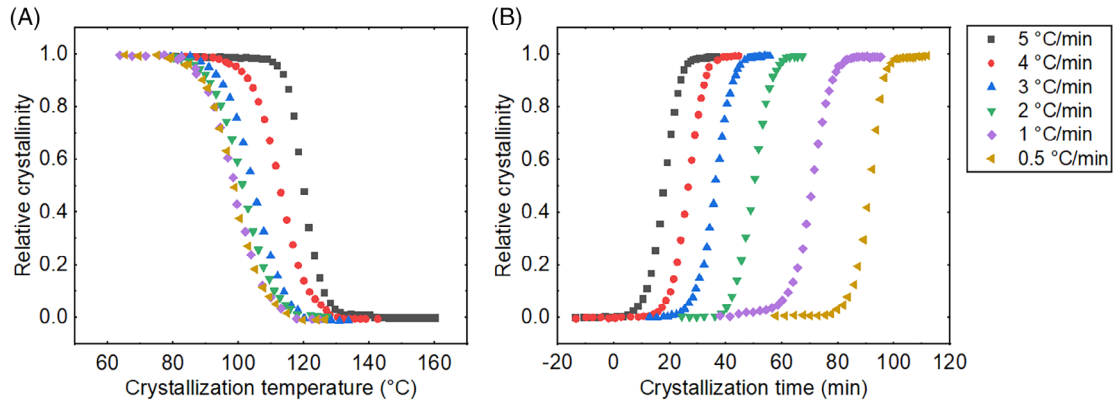 (A)
Relative crystallinity
1.0
0.8
0.6
0.4
0.2
0.0
60 80 100 120 140 160
Crystallization temperature (°C)
(B)
Relative crystallinity
1.0
0.8
0.6
0.4
0.2
0.0
-20 0 20 40 60 80 100 120
Crystallization time (min)
5 °C/min
4 °C/min
3 °C/min
2 °C/min
1 °C/min
0.5 °C/min